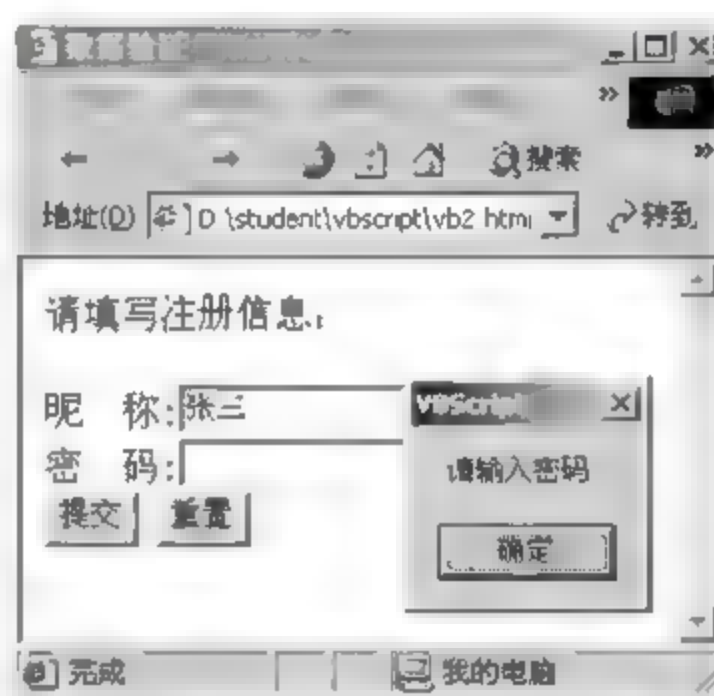 搜索
地址(D) D \student\vbscript\vb2 htm 转到
请填写注册信息:
昵 称:张三
密 码:
提交 重置
VBScript
请输入密码
确定
完成 我的电脑